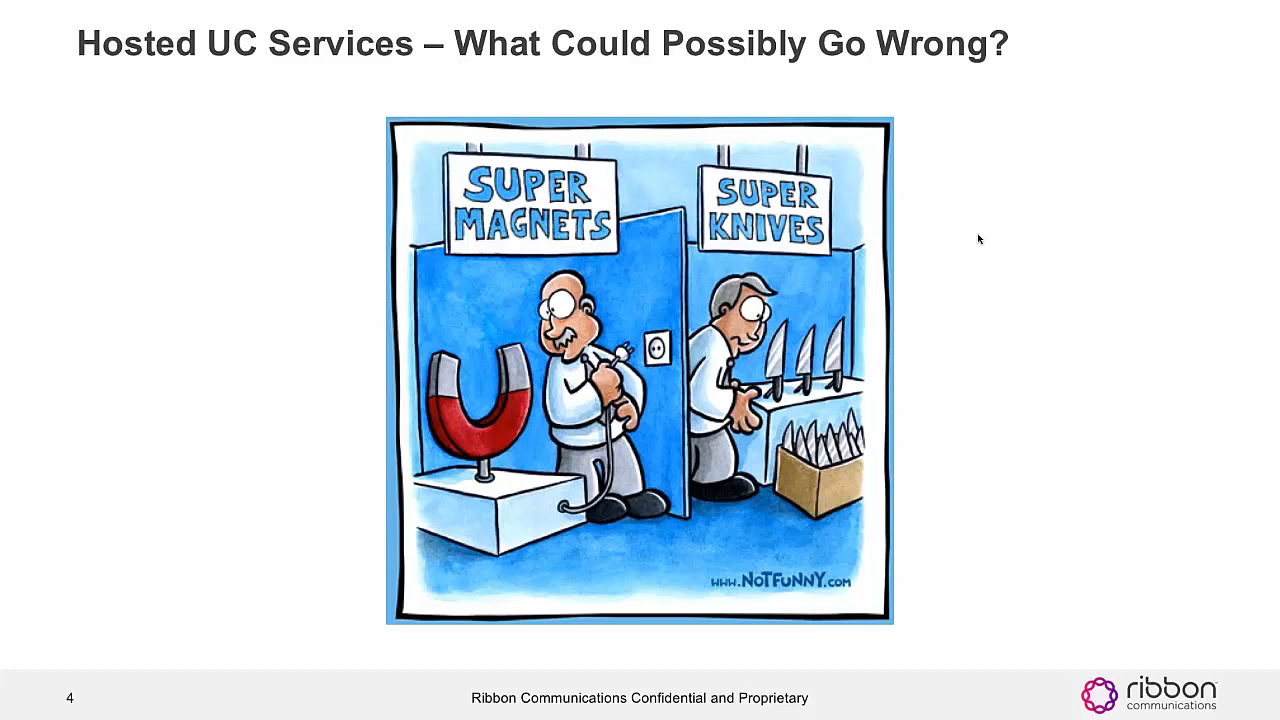 Hosted UC Services – What Could Possibly Go Wrong?
SUPER
MAGNETS
SUPER
KNIVES
www.NOTFUNNY.com
4
Ribbon Communications Confidential and Proprietary
ribbon
communications